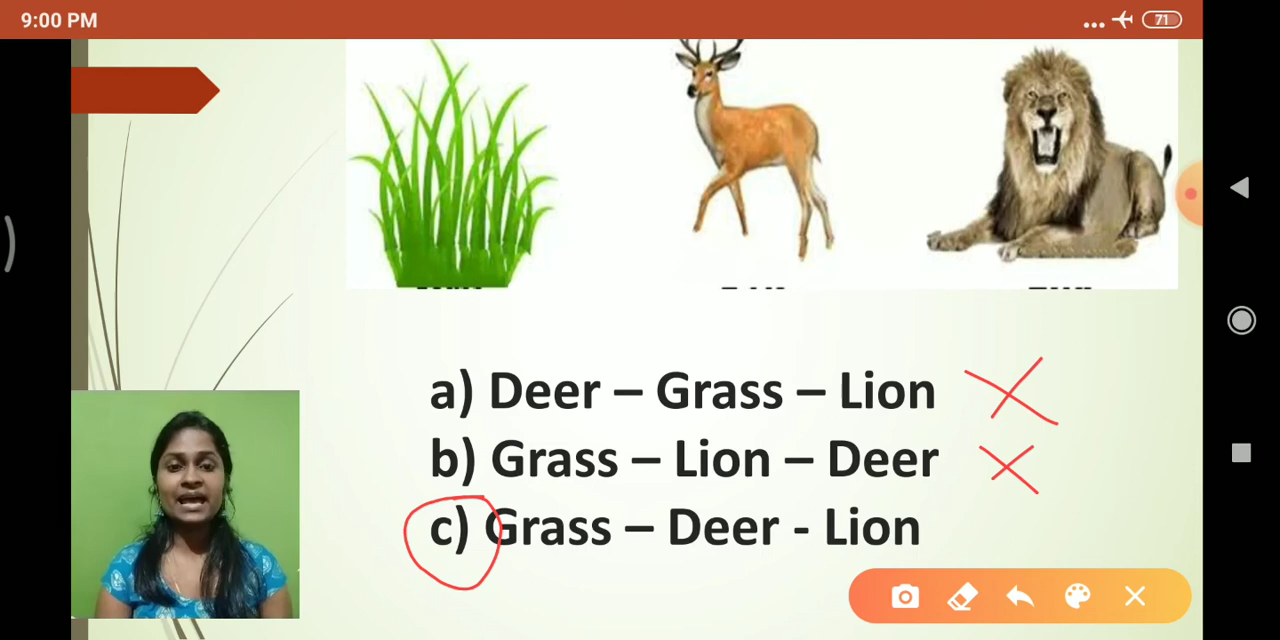 9:00 PM
71
a) Deer – Grass – Lion
b) Grass – Lion – Deer
c) Grass – Deer - Lion